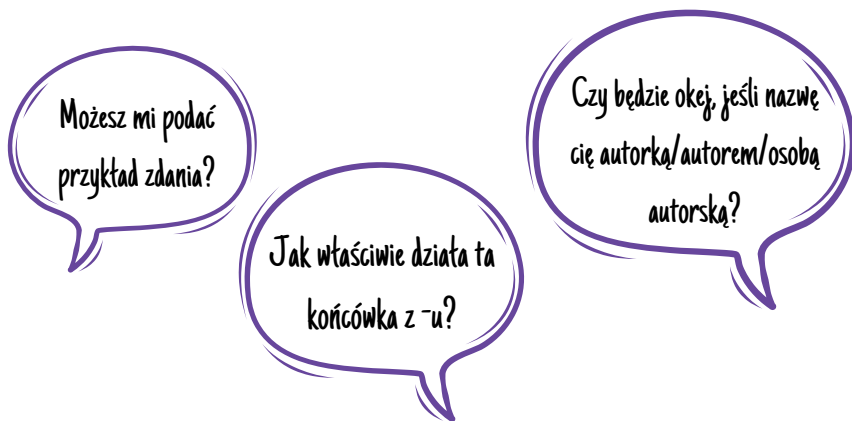 Możesz mi podać
przykład zdania?
Jak właściwie działa ta
końcówka z -u?
Czy będzie okej, jeśli nazwę
cię autorką/autorem/osobą
autorską?